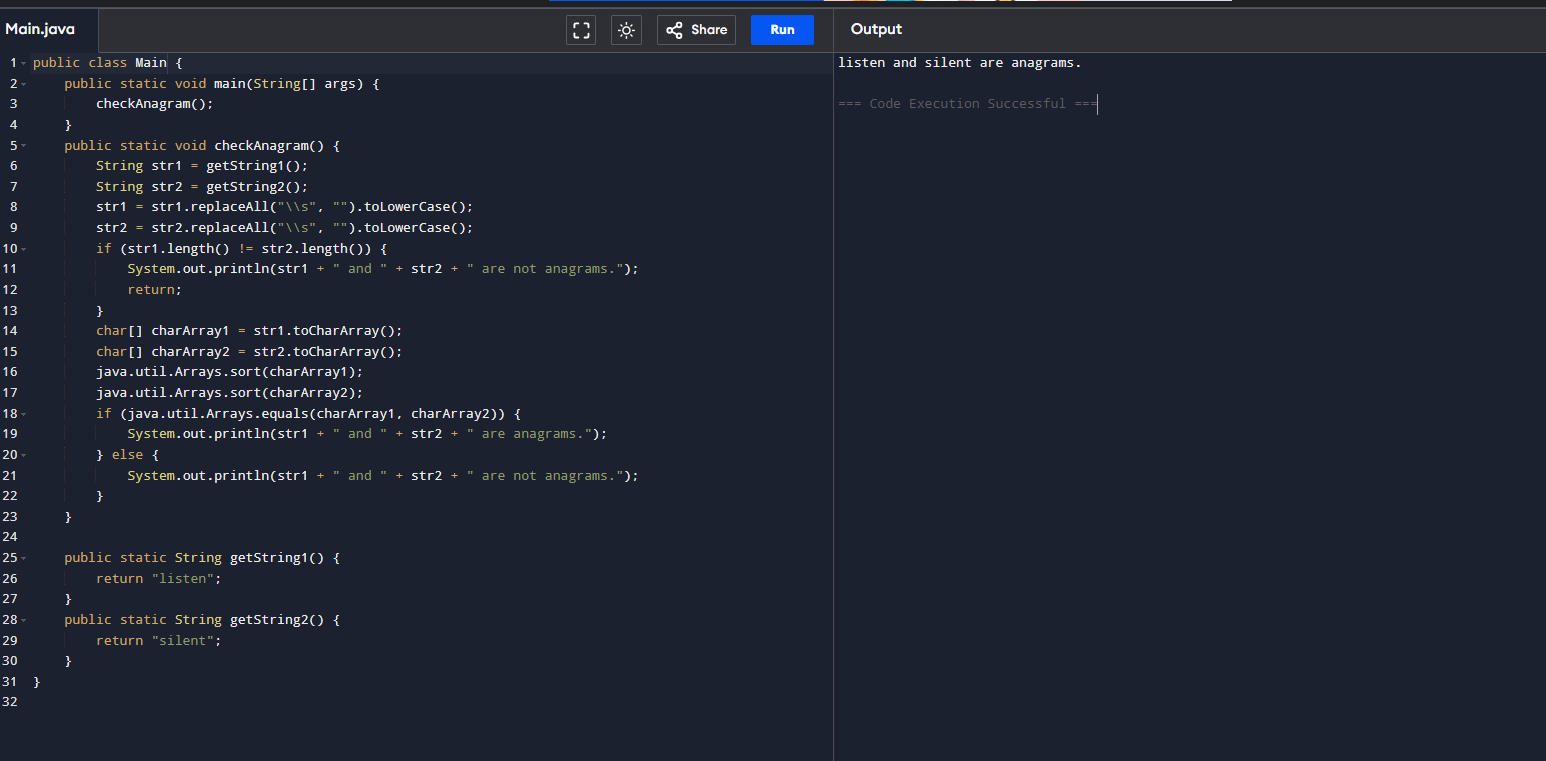 Main.java
Share
Run
Output
1 public class Main {
2     public static void main(String[] args) {
3         checkAnagram();
4     }
5     public static void checkAnagram() {
6         String str1 = getString1();
7         String str2 = getString2();
8         str1 = str1.replaceAll("\\s", "").toLowerCase();
9         str2 = str2.replaceAll("\\s", "").toLowerCase();
10         if (str1.length() != str2.length()) {
11             System.out.println(str1 + " and " + str2 + " are not anagrams.");
12             return;
13         }
14         char[] charArray1 = str1.toCharArray();
15         char[] charArray2 = str2.toCharArray();
16         java.util.Arrays.sort(charArray1);
17         java.util.Arrays.sort(charArray2);
18         if (java.util.Arrays.equals(charArray1, charArray2)) {
19             System.out.println(str1 + " and " + str2 + " are anagrams.");
20         } else {
21             System.out.println(str1 + " and " + str2 + " are not anagrams.");
22         }
23     }
24
25     public static String getString1() {
26         return "listen";
27     }
28     public static String getString2() {
29         return "silent";
30     }
31 }
32
listen and silent are anagrams.
=== Code Execution Successful ===